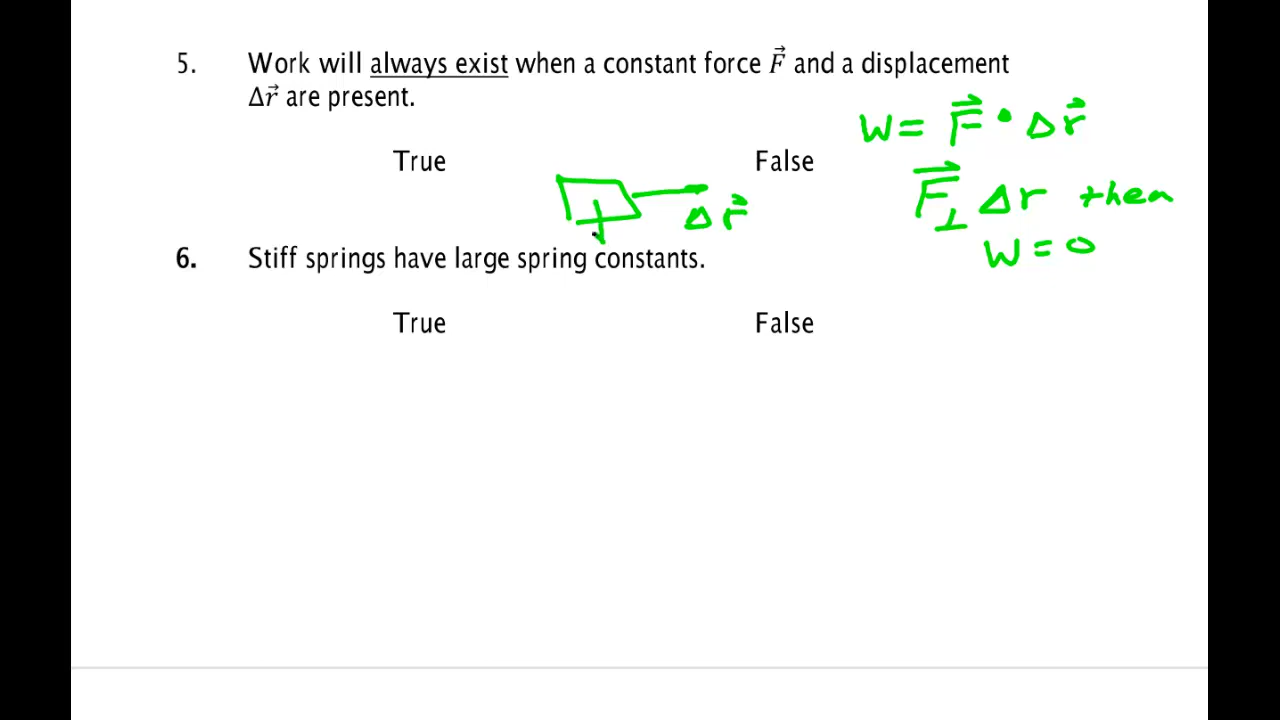 5. Work will always exist when a constant force F⃗ and a displacement
Δr⃗ are present.
W = F⃗ • Δr⃗
True False
F⃗⊥ Δr then
W = 0
Δr⃗
6. Stiff springs have large spring constants.
True False